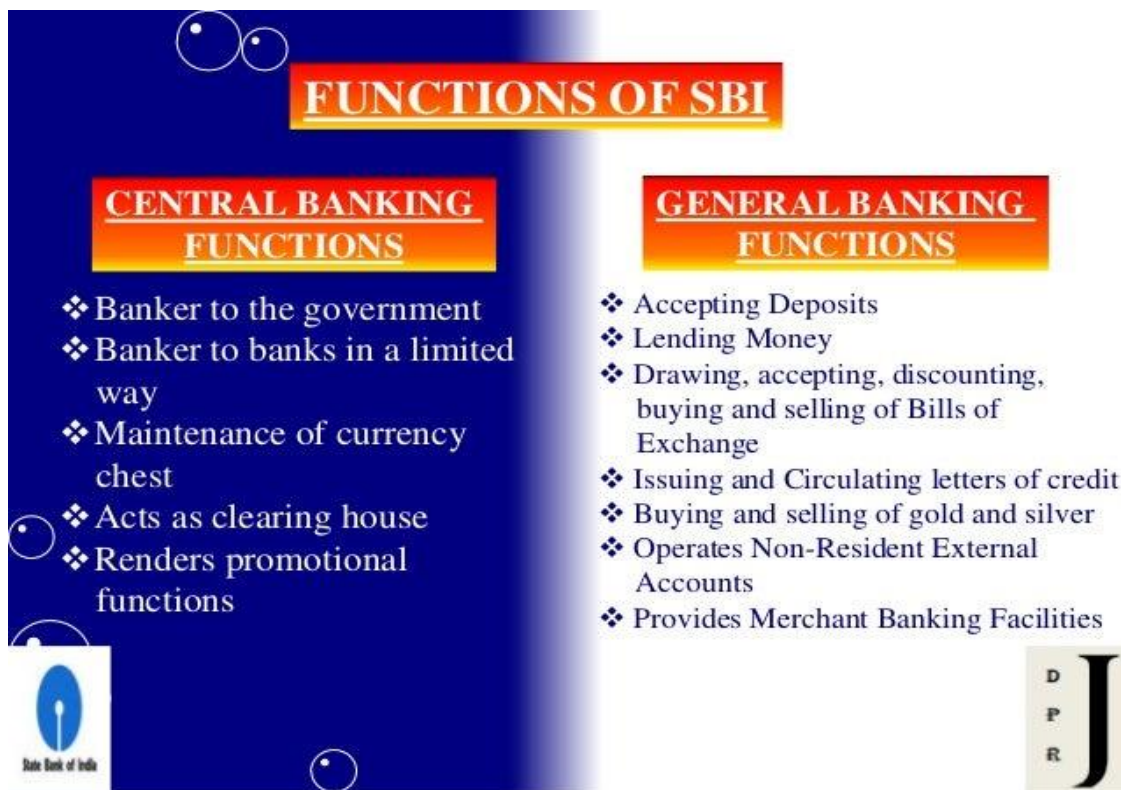 FUNCTIONS OF SBI
CENTRAL BANKING
FUNCTIONS
❖ Banker to the government
❖ Banker to banks in a limited
way
❖ Maintenance of currency
chest
❖ Acts as clearing house
❖ Renders promotional
functions
GENERAL BANKING
FUNCTIONS
❖ Accepting Deposits
❖ Lending Money
❖ Drawing, accepting, discounting,
buying and selling of Bills of
Exchange
❖ Issuing and Circulating letters of credit
❖ Buying and selling of gold and silver
❖ Operates Non-Resident External
Accounts
❖ Provides Merchant Banking Facilities
State Bank of India
D
P
R
J